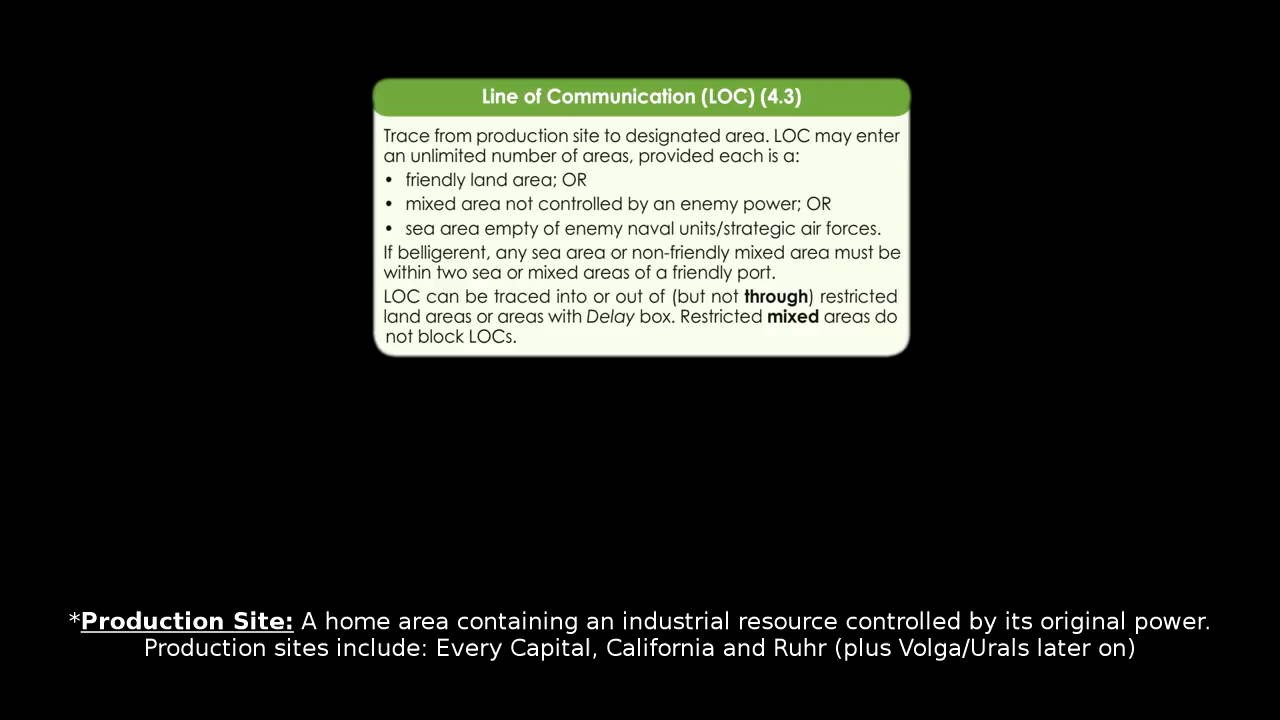 Line of Communication (LOC) (4.3)
Trace from production site to designated area. LOC may enter
an unlimited number of areas, provided each is a:
• friendly land area; OR
• mixed area not controlled by an enemy power; OR
• sea area empty of enemy naval units/strategic air forces.
If belligerent, any sea area or non-friendly mixed area must be
within two sea or mixed areas of a friendly port.
LOC can be traced into or out of (but not through) restricted
land areas or areas with Delay box. Restricted mixed areas do
not block LOCs.
*Production Site: A home area containing an industrial resource controlled by its original power.
Production sites include: Every Capital, California and Ruhr (plus Volga/Urals later on)